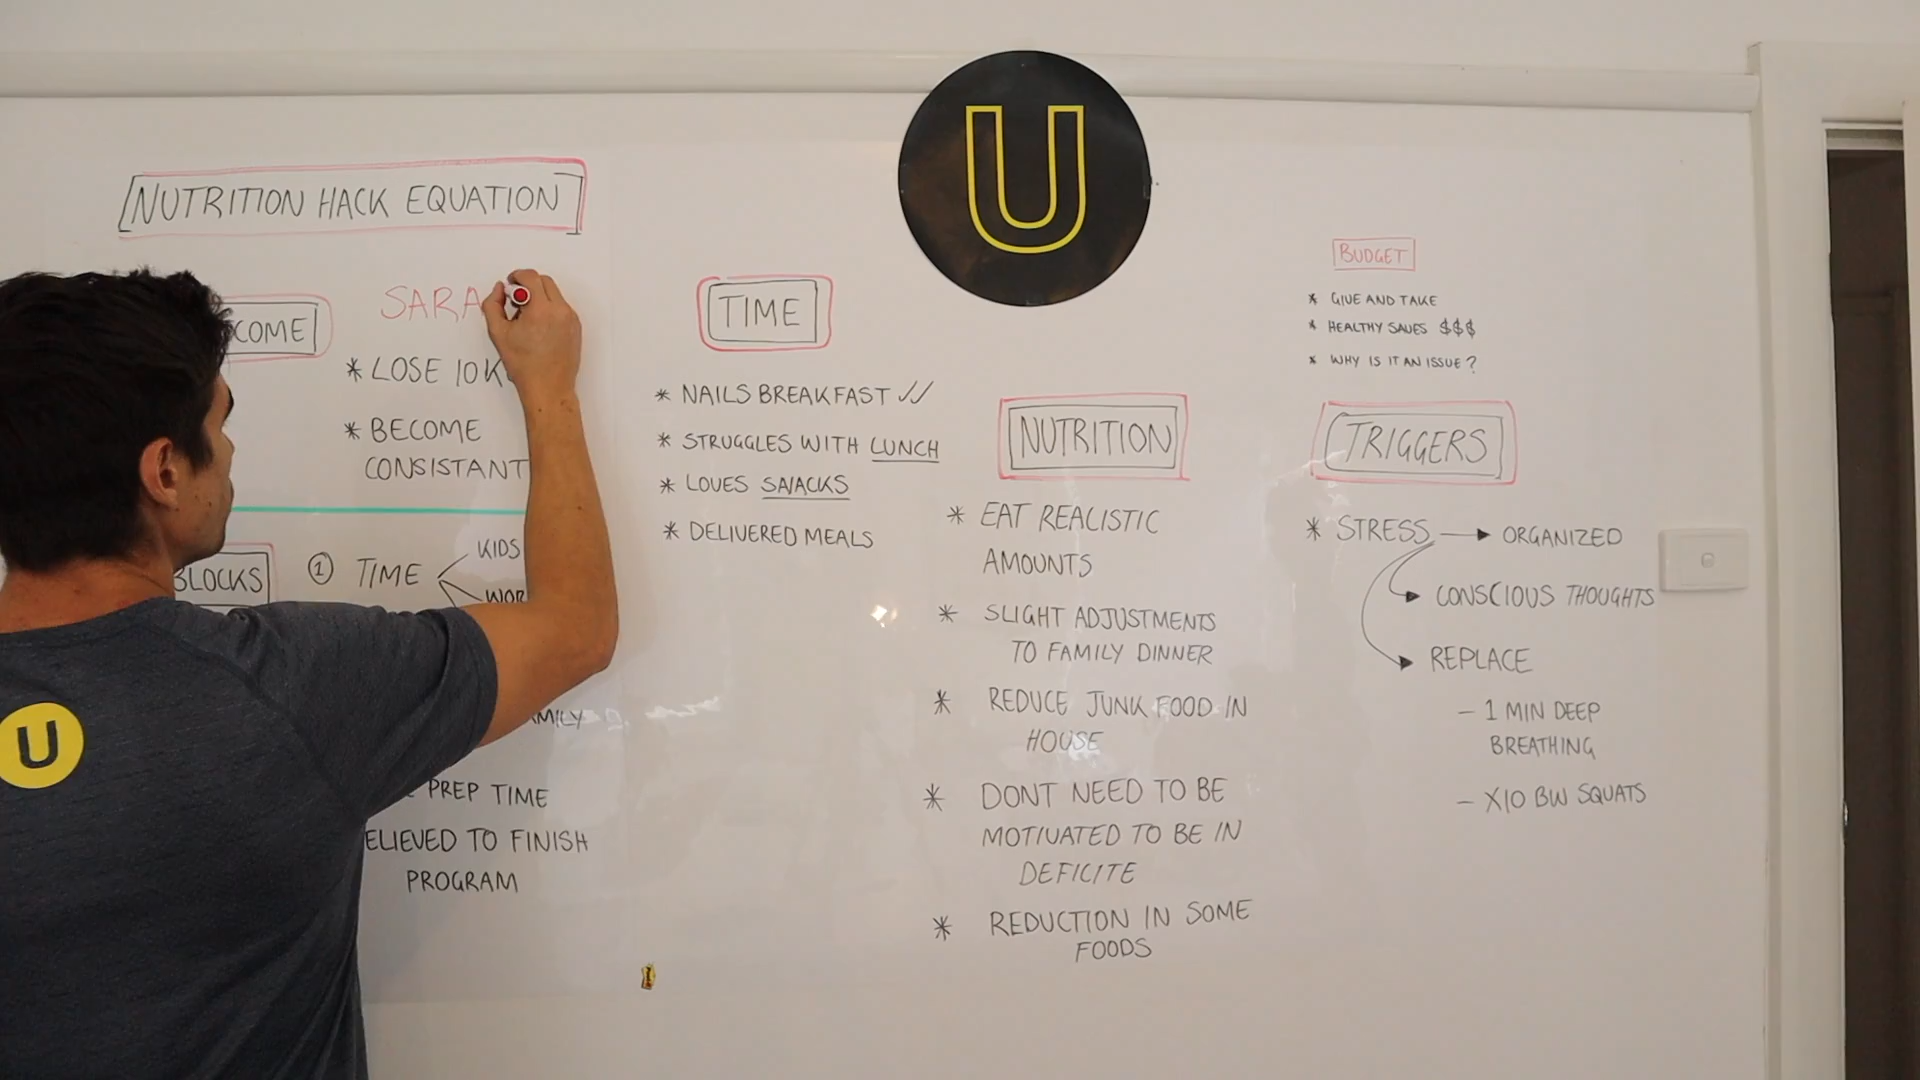 U
NUTRITION HACK EQUATION
COME
SARA
* LOSE 10K
* BECOME
CONSISTANT
BLOCKS
① TIME
KIDS
WOR
MILY
PREP TIME
ELIEVED TO FINISH
PROGRAM
U
TIME
* NAILS BREAKFAST ✓✓
* STRUGGLES WITH LUNCH
* LOVES SNACKS
* DELIVERED MEALS
NUTRITION
* EAT REALISTIC
AMOUNTS
* SLIGHT ADJUSTMENTS
TO FAMILY DINNER
* REDUCE JUNK FOOD IN
HOUSE
* DONT NEED TO BE
MOTIVATED TO BE IN
DEFICITE
* REDUCTION IN SOME
FOODS
BUDGET
* GIVE AND TAKE
* HEALTHY SAVES $$$
* WHY IS IT AN ISSUE?
TRIGGERS
* STRESS → ORGANIZED
CONSCIOUS THOUGHTS
REPLACE
- 1 MIN DEEP
BREATHING
- X10 BW SQUATS